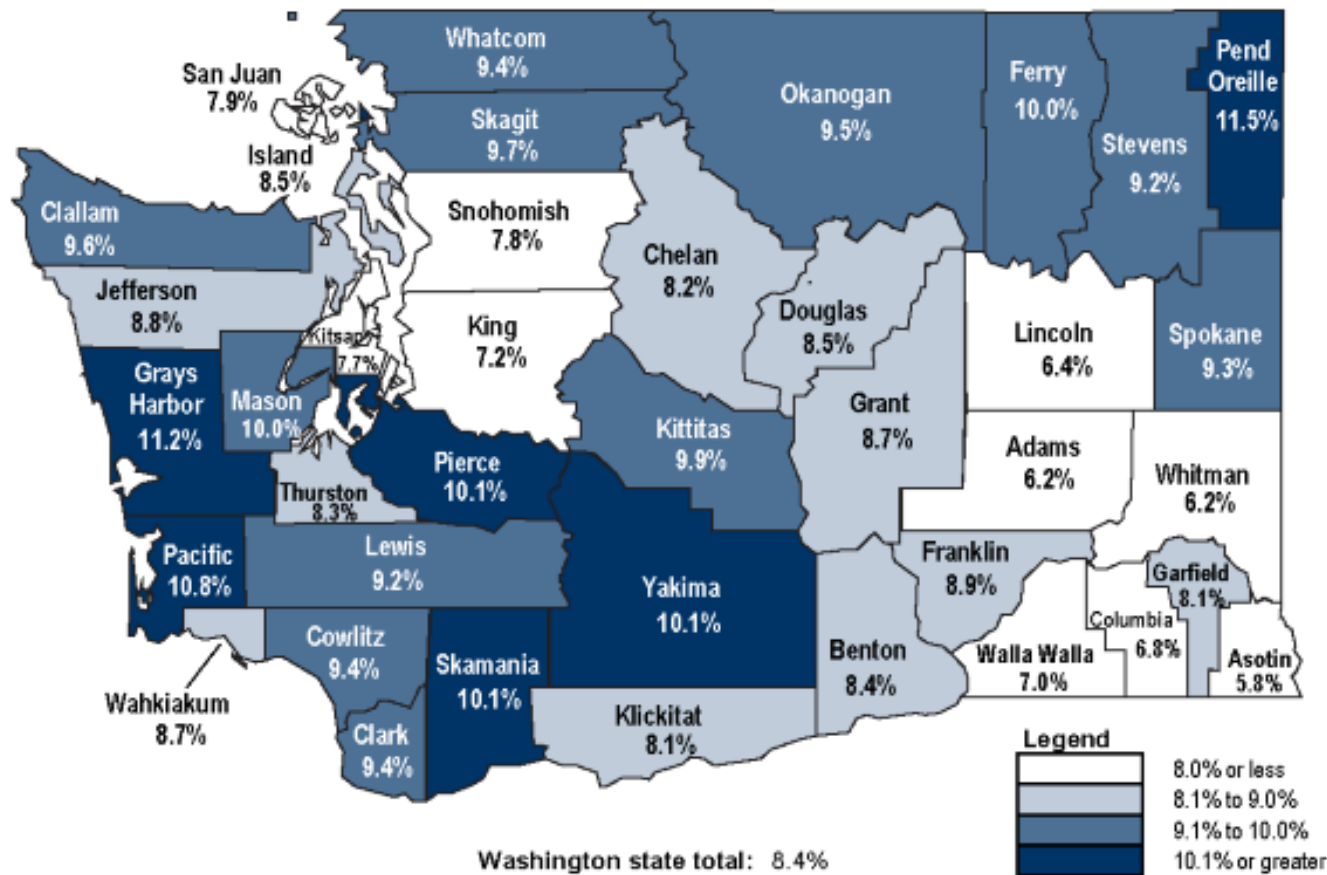 Whatcom
9.4%
San Juan
7.9%
Skagit
9.7%
Island
8.5%
Okanogan
9.5%
Ferry
10.0%
Stevens
9.2%
Pend
Oreille
11.5%
Clallam
9.6%
Snohomish
7.8%
Chelan
8.2%
Jefferson
8.8%
Kitsap
7.7%
King
7.2%
Douglas
8.5%
Lincoln
6.4%
Spokane
9.3%
Grays
Harbor
11.2%
Mason
10.0%
Kittitas
9.9%
Grant
8.7%
Adams
6.2%
Whitman
6.2%
Pierce
10.1%
Thurston
8.3%
Pacific
10.8%
Lewis
9.2%
Yakima
10.1%
Franklin
8.9%
Garfield
8.1%
Columbia
6.8%
Cowlitz
9.4%
Skamania
10.1%
Benton
8.4%
Walla Walla
7.0%
Asotin
5.8%
Wahkiakum
8.7%
Clark
9.4%
Klickitat
8.1%
Legend
8.0% or less
8.1% to 9.0%
9.1% to 10.0%
10.1% or greater
Washington state total: 8.4%